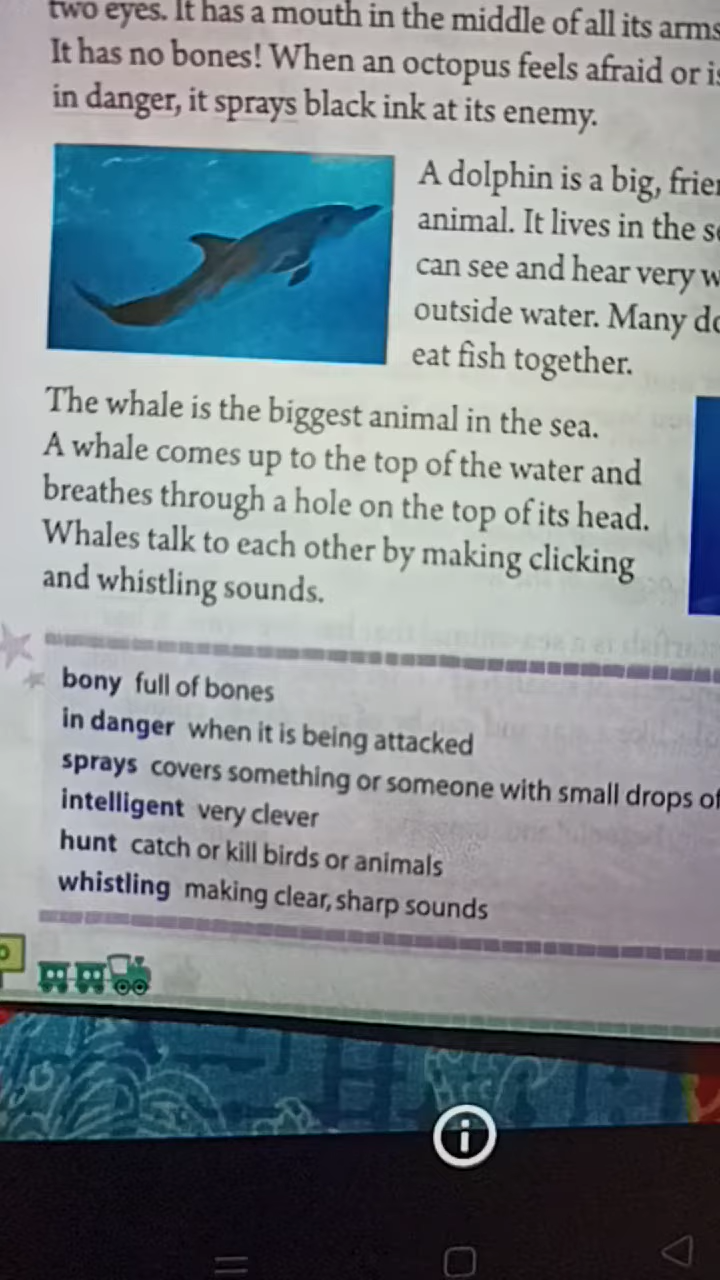 two eyes. It has a mouth in the middle of all its arms
It has no bones! When an octopus feels afraid or
in danger, it sprays black ink at its enemy.
A dolphin is a big,
animal. It lives in the
can see and hear very
outside water. Many
eat fish together.
The whale is the biggest animal in the sea.
A whale comes up to the top of the water and
breathes through a hole on the top of its head.
Whales talk to each other by making clicking
and whistling sounds.
bony full of bones
in danger when it is being attacked
sprays covers something or someone with small drops of
intelligent very clever
hunt catch or kill birds or animals
whistling making clear, sharp sounds